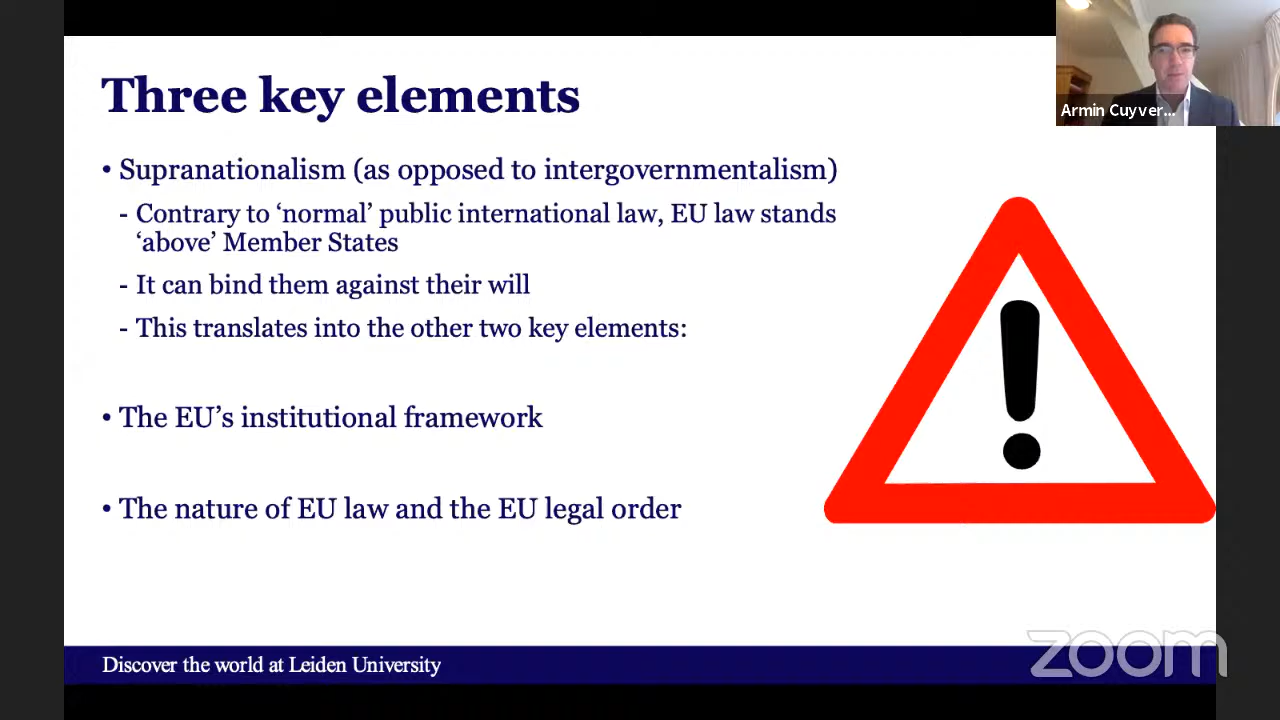 Three key elements
• Supranationalism (as opposed to intergovernmentalism)
- Contrary to ‘normal’ public international law, EU law stands
‘above’ Member States
- It can bind them against their will
- This translates into the other two key elements:
• The EU’s institutional framework
• The nature of EU law and the EU legal order
Discover the world at Leiden University
Armin Cuyver...
zoom